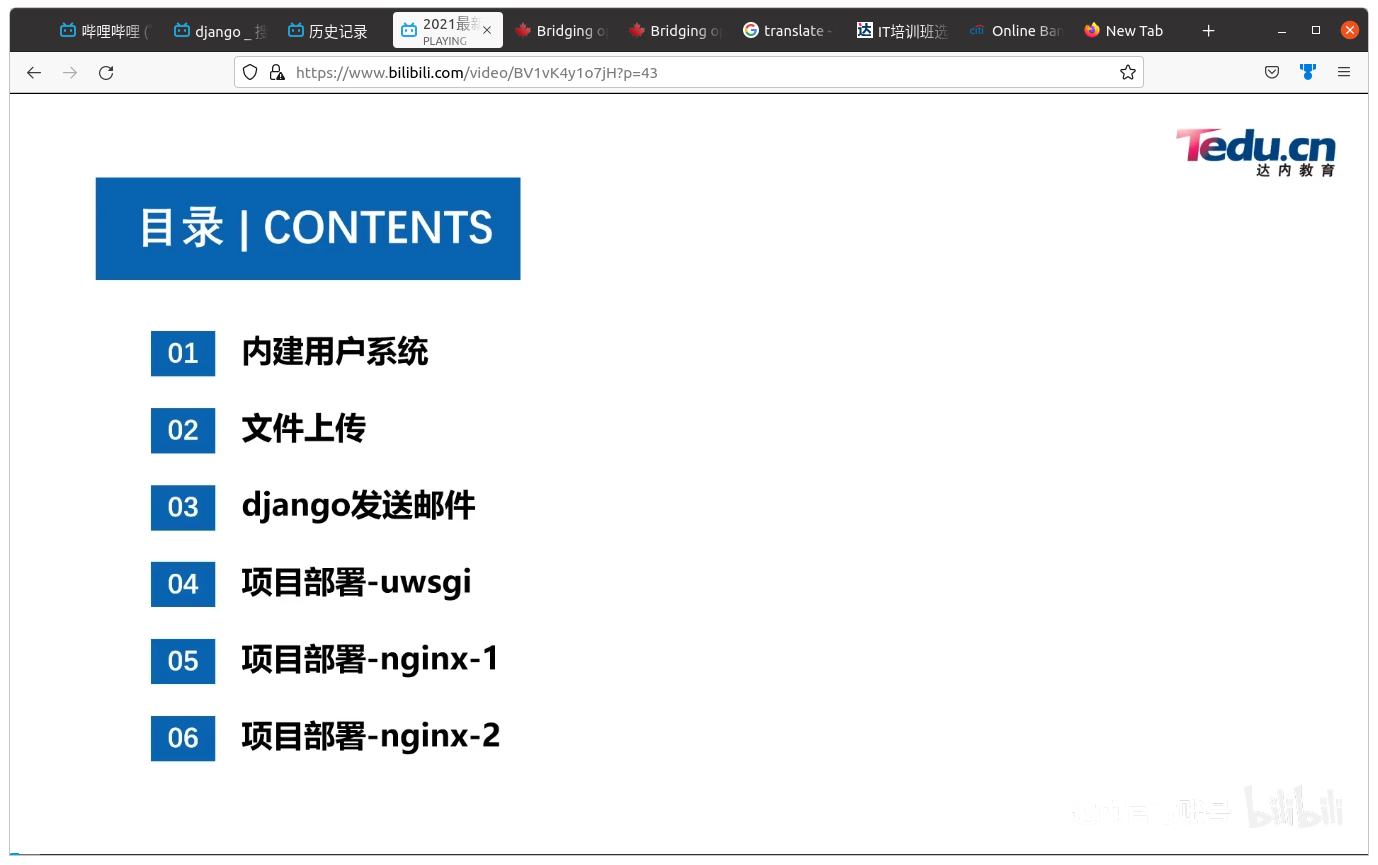 哔哩哔哩 (
django _ 搜
历史记录
2021最新
PLAYING
Bridging o
Bridging o
translate -
IT培训班选
citi
Online Ban
New Tab
https://www.bilibili.com/video/BV1vK4y1o7jH?p=43
Tedu.cn
达内教育
目录 | CONTENTS
01 内建用户系统
02 文件上传
03 django发送邮件
04 项目部署-uwsgi
05 项目部署-nginx-1
06 项目部署-nginx-2
bilibili